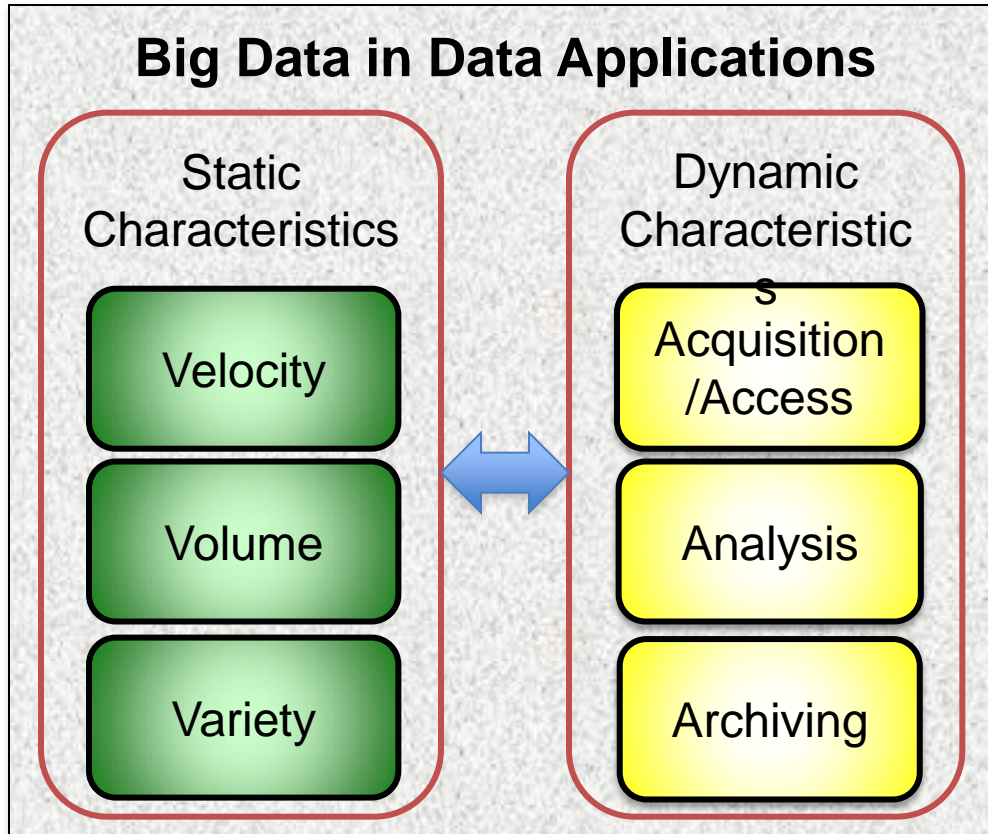 Big Data in Data Applications
Static
Characteristics
Velocity
Volume
Variety
Dynamic
Characteristic
s
Acquisition
/Access
Analysis
Archiving